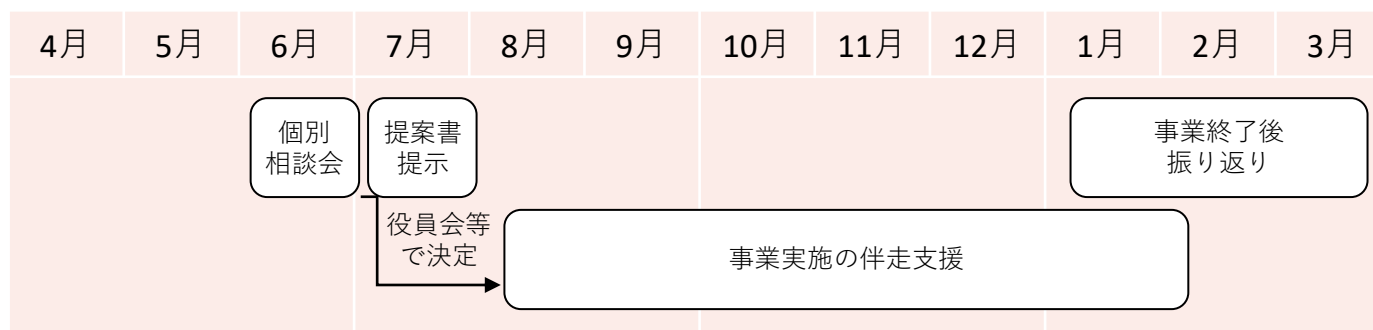 4月 5月 6月 7月 8月 9月 10月 11月 12月 1月 2月 3月
個別
相談会
提案書
提示
事業終了後
振り返り
役員会等
で決定
事業実施の伴走支援